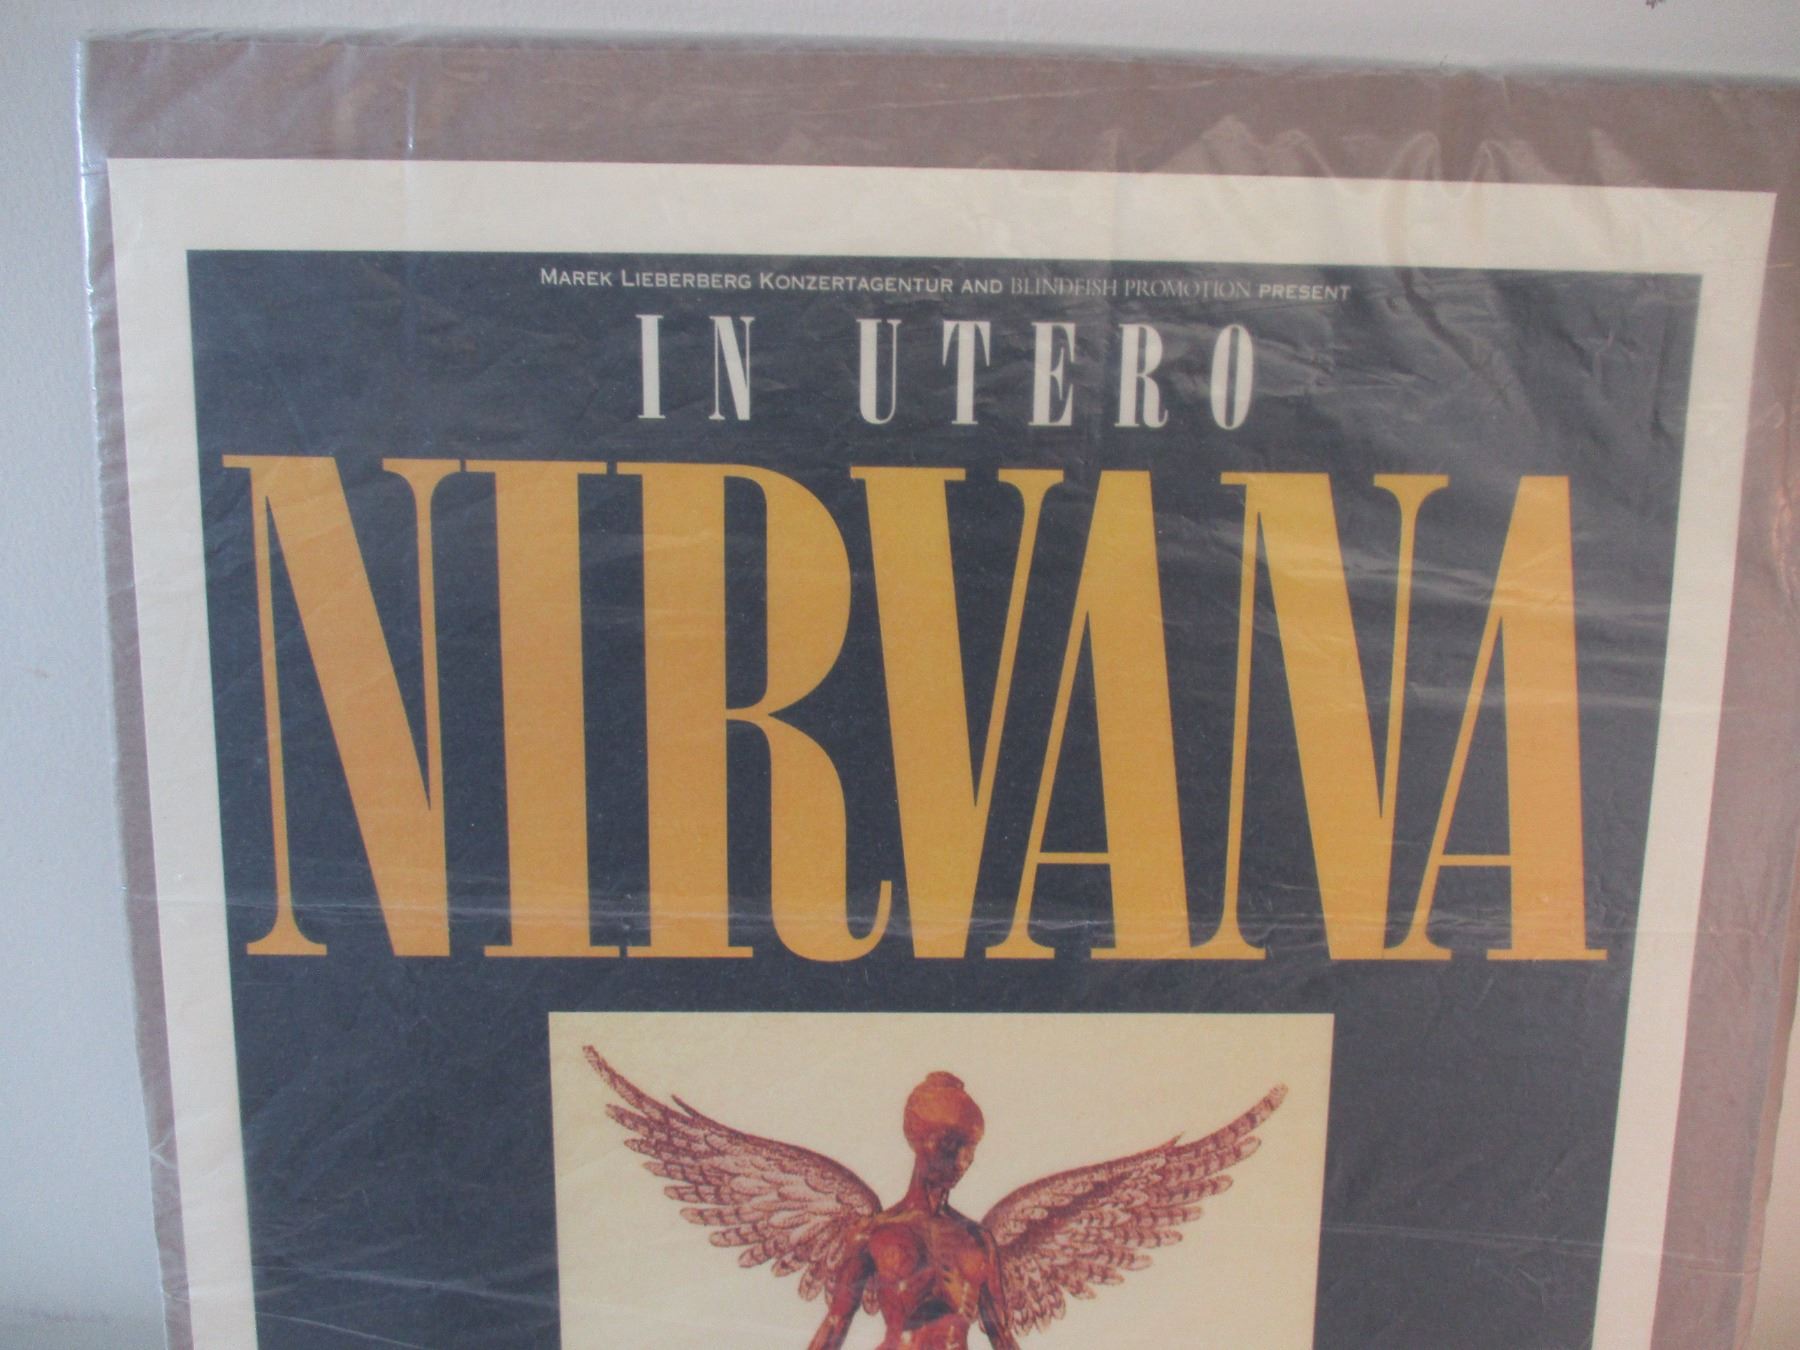 MAREK LIEBERBERG KONZERTAGENTUR AND BLINDFISH PROMOTION PRESENT
IN UTERO
NIRVANA